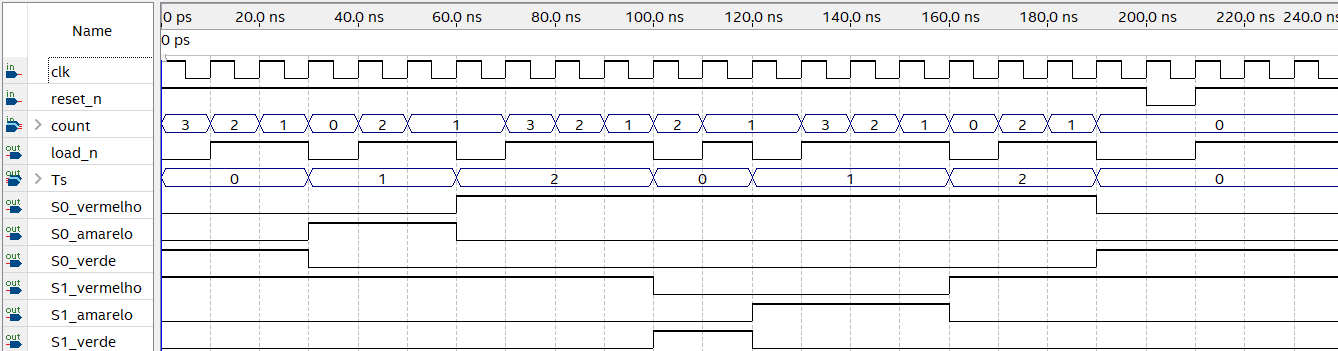 0 ps 20.0 ns 40.0 ns 60.0 ns 80.0 ns 100.0 ns 120.0 ns 140.0 ns 160.0 ns 180.0 ns 200.0 ns 220.0 ns 240.0 ns
Name
0 ps
in clk
in reset_n
in count 3 2 1 0 2 1 3 2 1 2 1 3 2 1 0 2 1 0
out load_n
out Ts 0 1 2 0 1 2 0
out S0_vermelho
out S0_amarelo
out S0_verde
out S1_vermelho
out S1_amarelo
out S1_verde